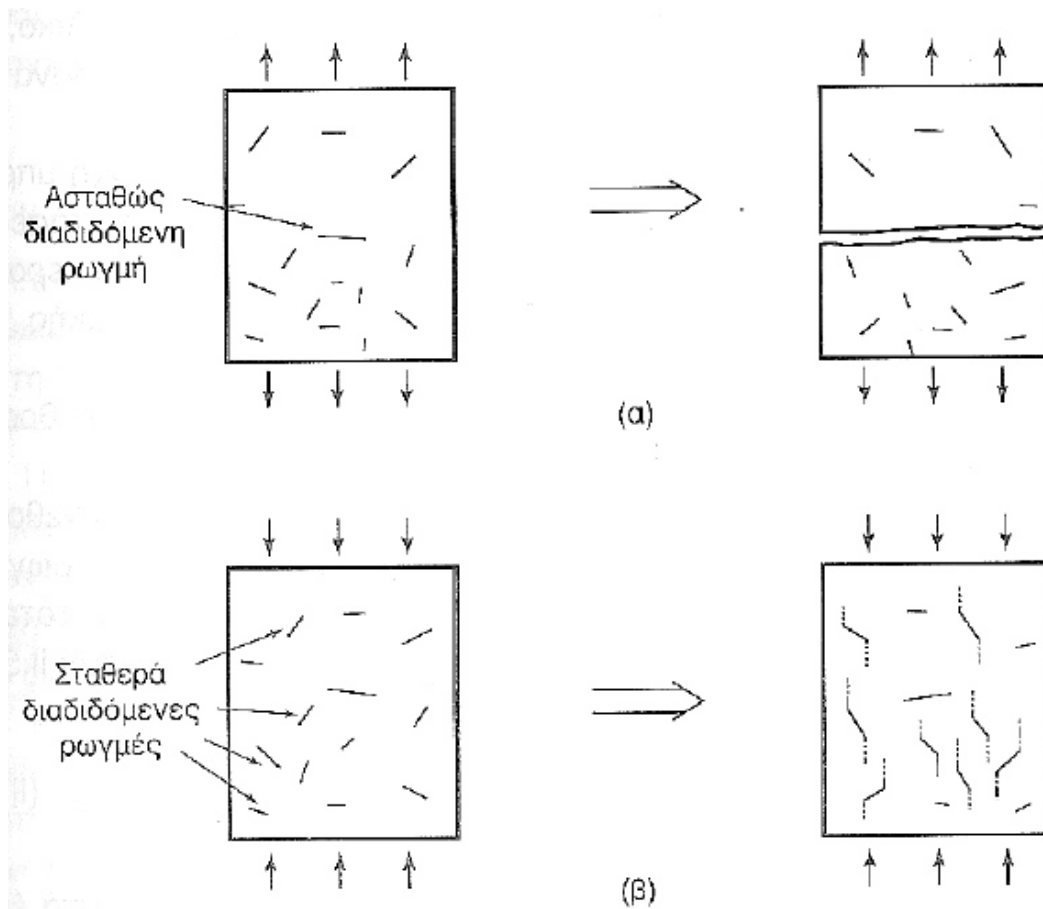 Ασταθώς
διαδιδόμενη
ρωγμή
(α)
Σταθερά
διαδιδόμενες
ρωγμές
(β)